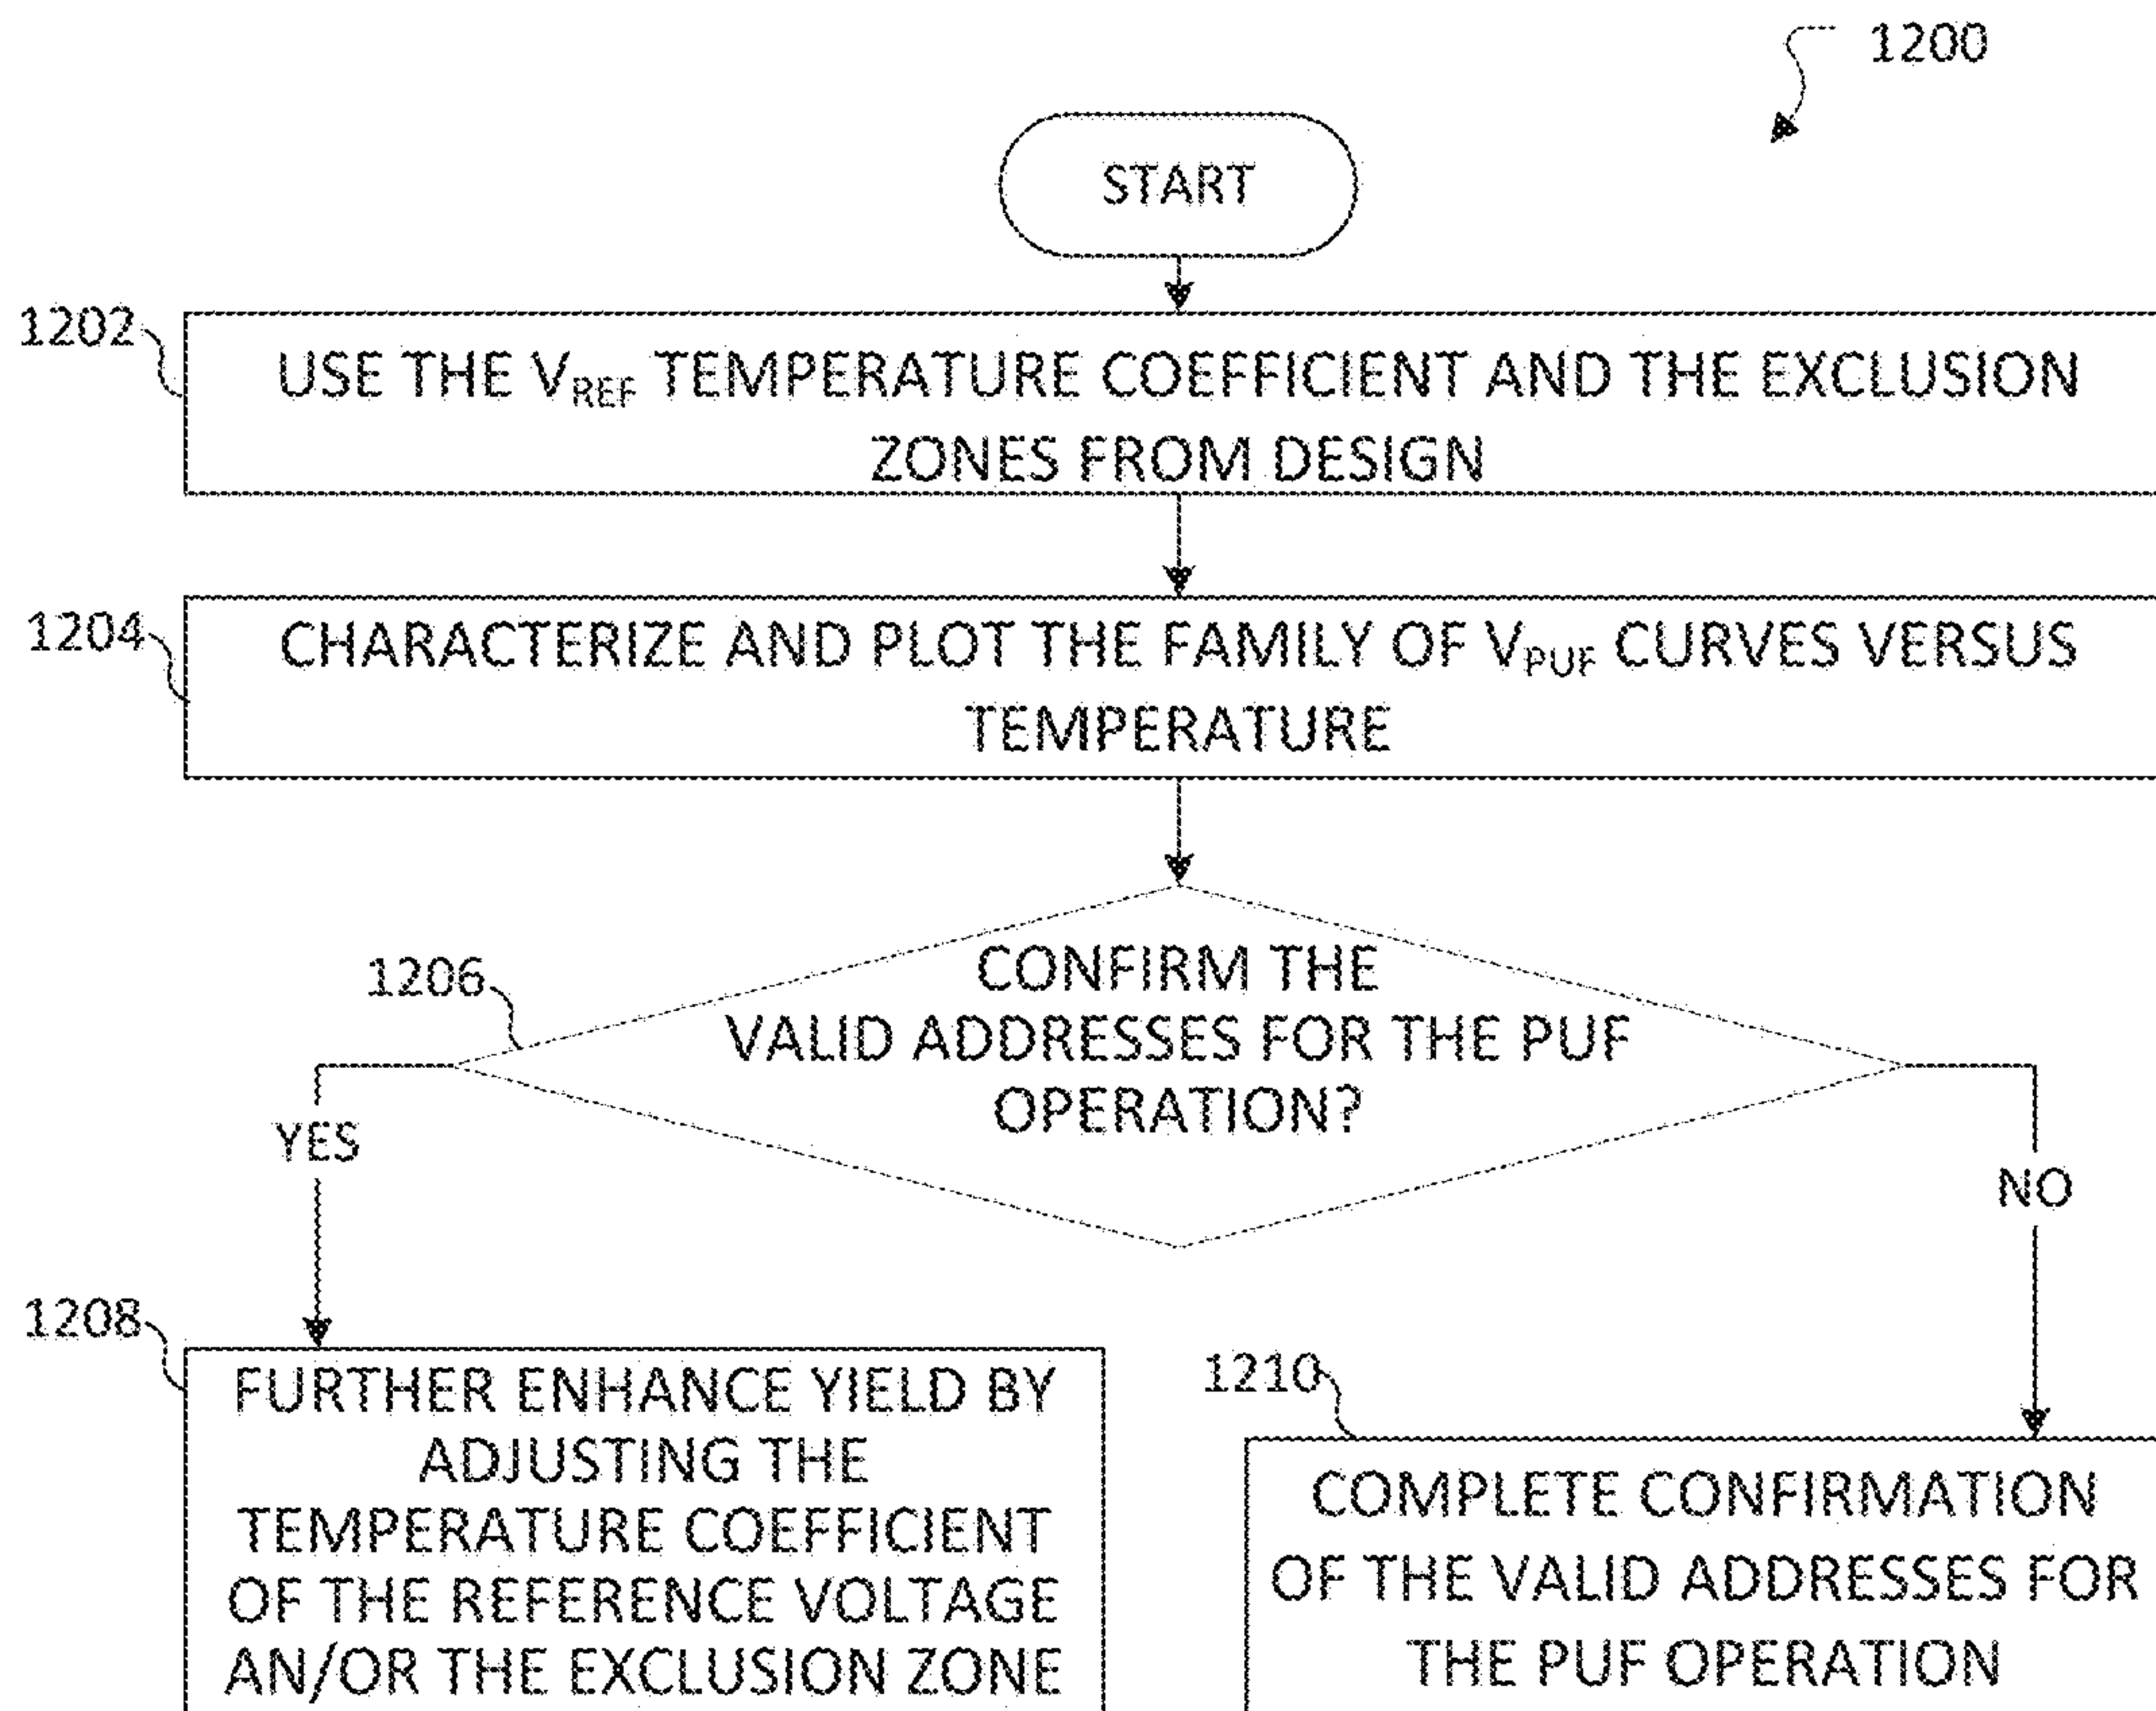 1200
START
1202
USE THE VREF TEMPERATURE COEFFICIENT AND THE EXCLUSION
ZONES FROM DESIGN
1204
CHARACTERIZE AND PLOT THE FAMILY OF VPUF CURVES VERSUS
TEMPERATURE
1206
CONFIRM THE
VALID ADDRESSES FOR THE PUF
OPERATION?
YES
NO
1208
FURTHER ENHANCE YIELD BY
ADJUSTING THE
TEMPERATURE COEFFICIENT
OF THE REFERENCE VOLTAGE
AN/OR THE EXCLUSION ZONE
1210
COMPLETE CONFIRMATION
OF THE VALID ADDRESSES FOR
THE PUF OPERATION